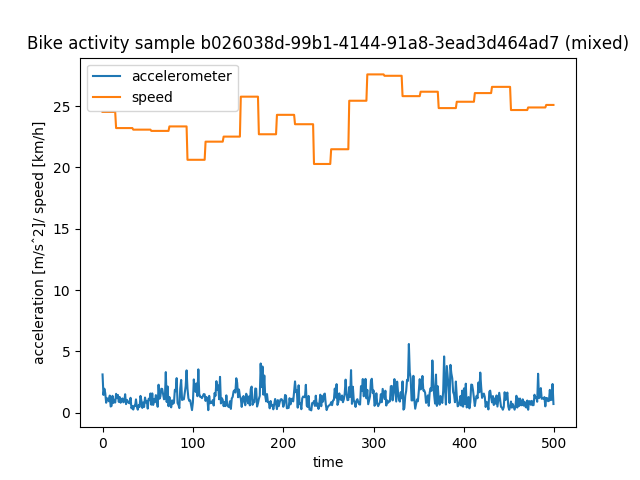 Bike activity sample b026038d-99b1-4144-91a8-3ead3d464ad7 (mixed)
accelerometer
speed
acceleration [m/s^2]/ speed [km/h]
25
20
15
10
5
0
0 100 200 300 400 500
time